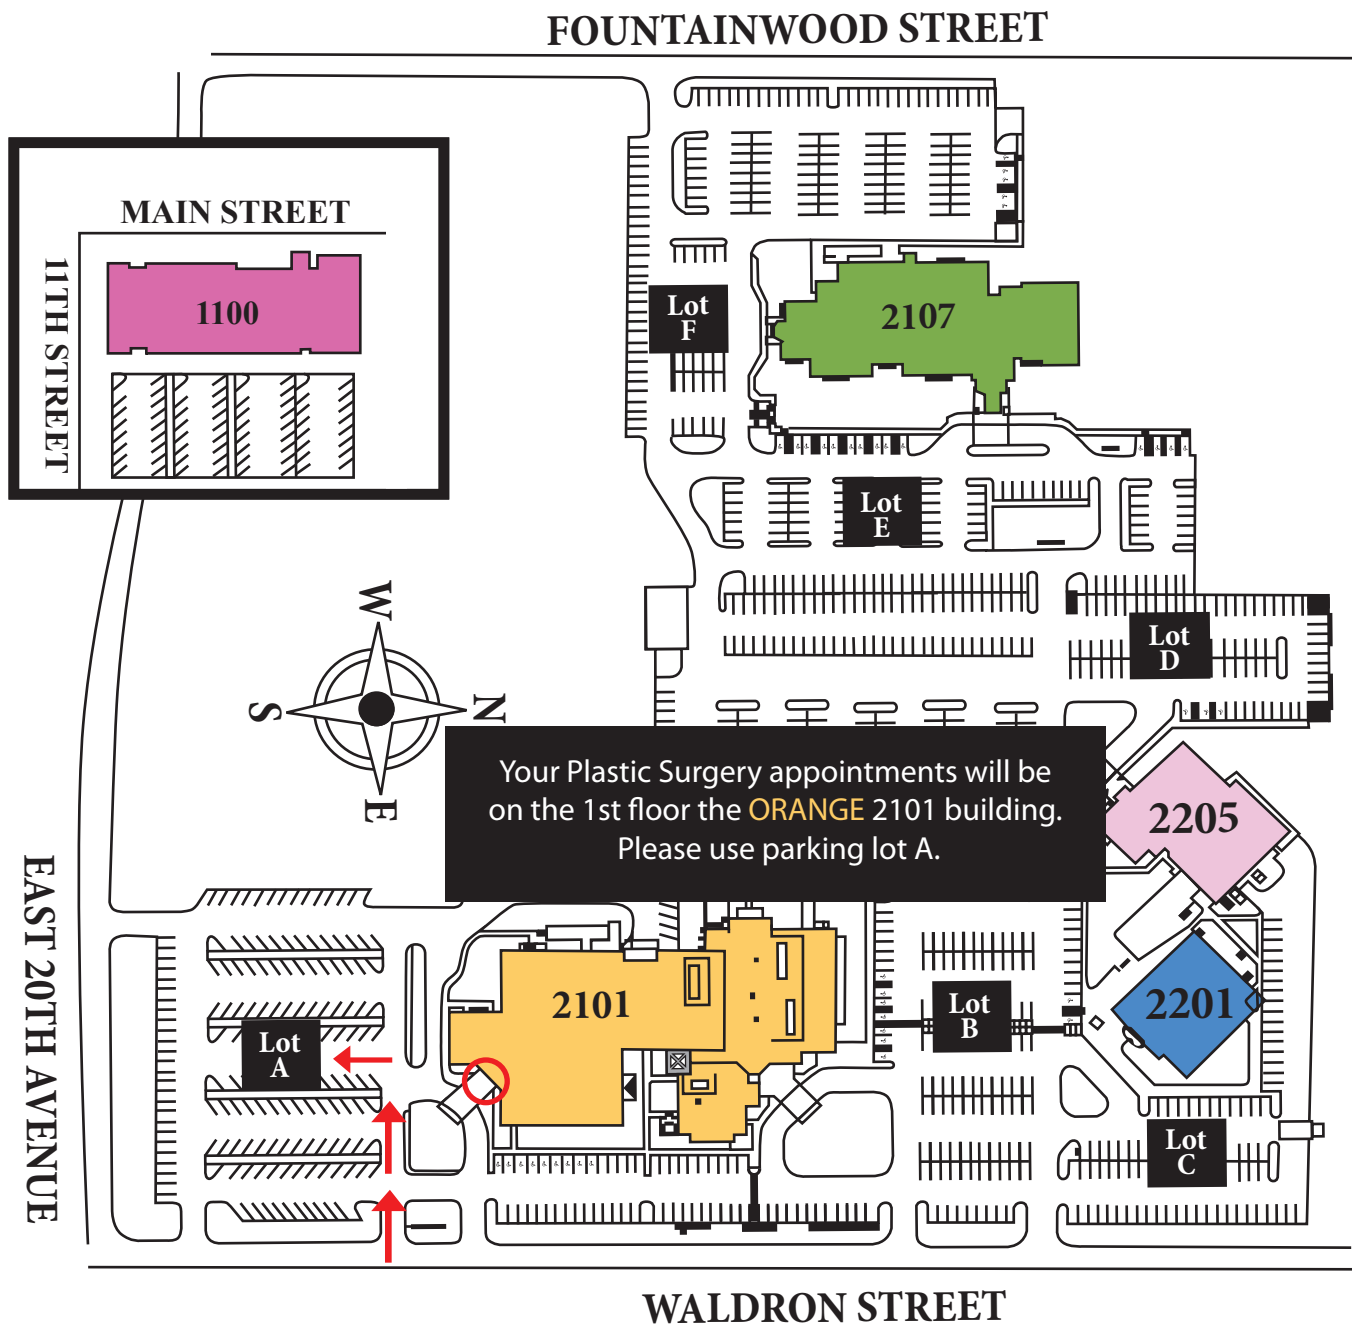 FOUNTAINWOOD STREET
MAIN STREET
11TH STREET
1100
Lot
F
2107
Lot
E
Lot
D
W
S
N
E
Your Plastic Surgery appointments will be
on the 1st floor the ORANGE 2101 building.
Please use parking lot A.
2205
EAST 20TH AVENUE
2101
Lot
A
Lot
B
2201
Lot
C
WALDRON STREET